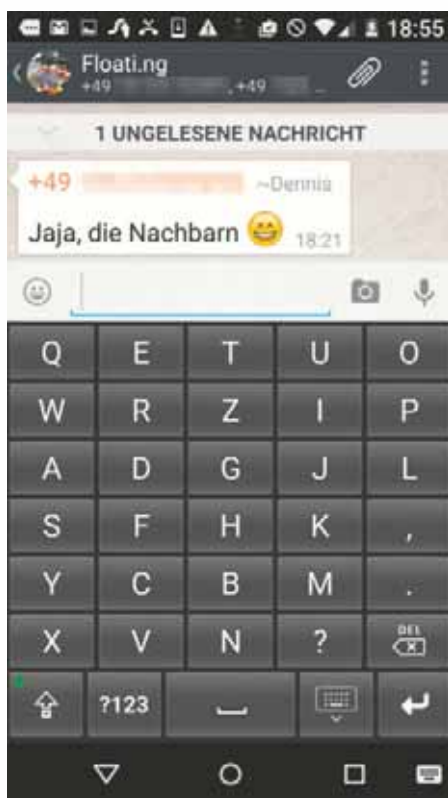 18:55
Floati.ng
+49 , +49 ...
1 UNGELESENE NACHRICHT
+49 ~Dennis
Jaja, die Nachbarn 😄 18:21
Q E T U O
W R Z I P
A D G J L
S F H K ,
Y C B M .
X V N ? DEL
?123